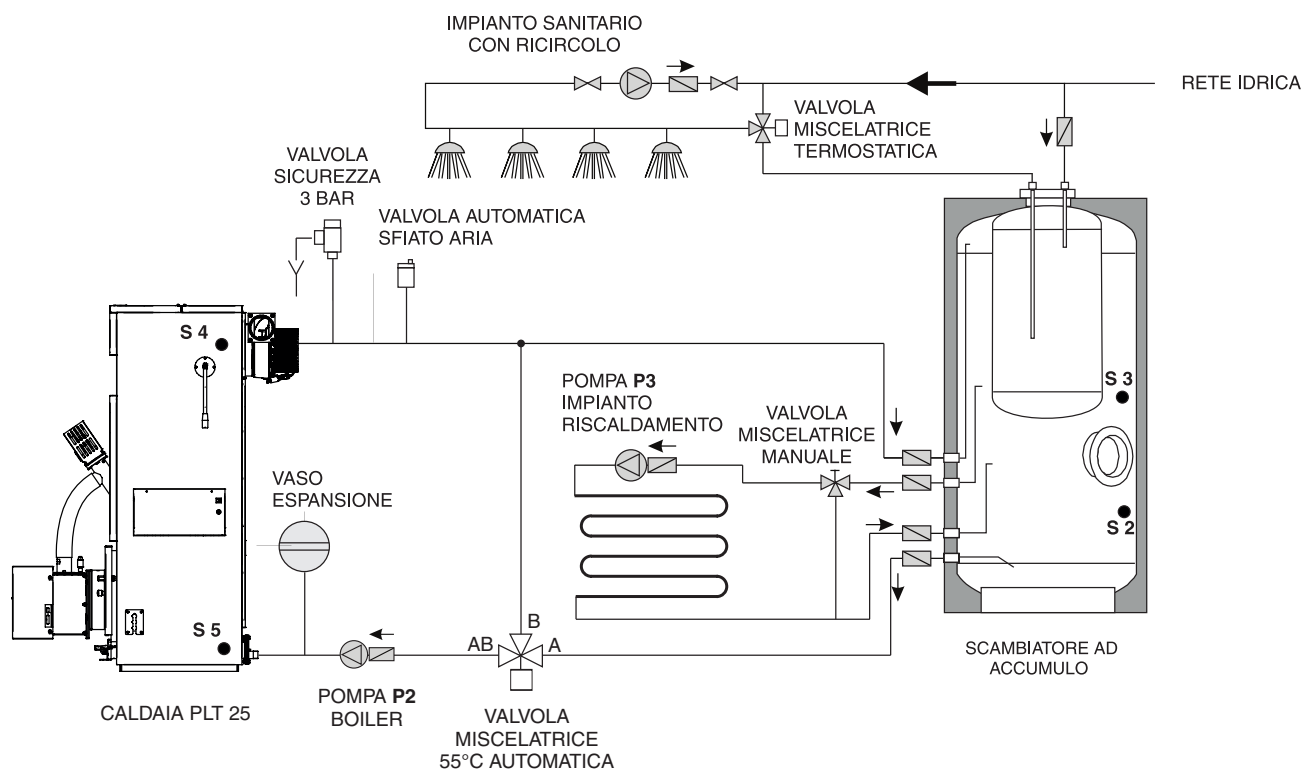 IMPIANTO SANITARIO
CON RICIRCOLO
RETE IDRICA
VALVOLA
MISCELATRICE
TERMOSTATICA
VALVOLA
SICUREZZA
3 BAR
VALVOLA AUTOMATICA
SFIATO ARIA
S 4
S 3
POMPA P3
IMPIANTO
RISCALDAMENTO
VALVOLA
MISCELATRICE
MANUALE
VASO
ESPANSIONE
S 2
S 5
B
AB
A
SCAMBIATORE AD
ACCUMULO
CALDAIA PLT 25
POMPA P2
BOILER
VALVOLA
MISCELATRICE
55°C AUTOMATICA